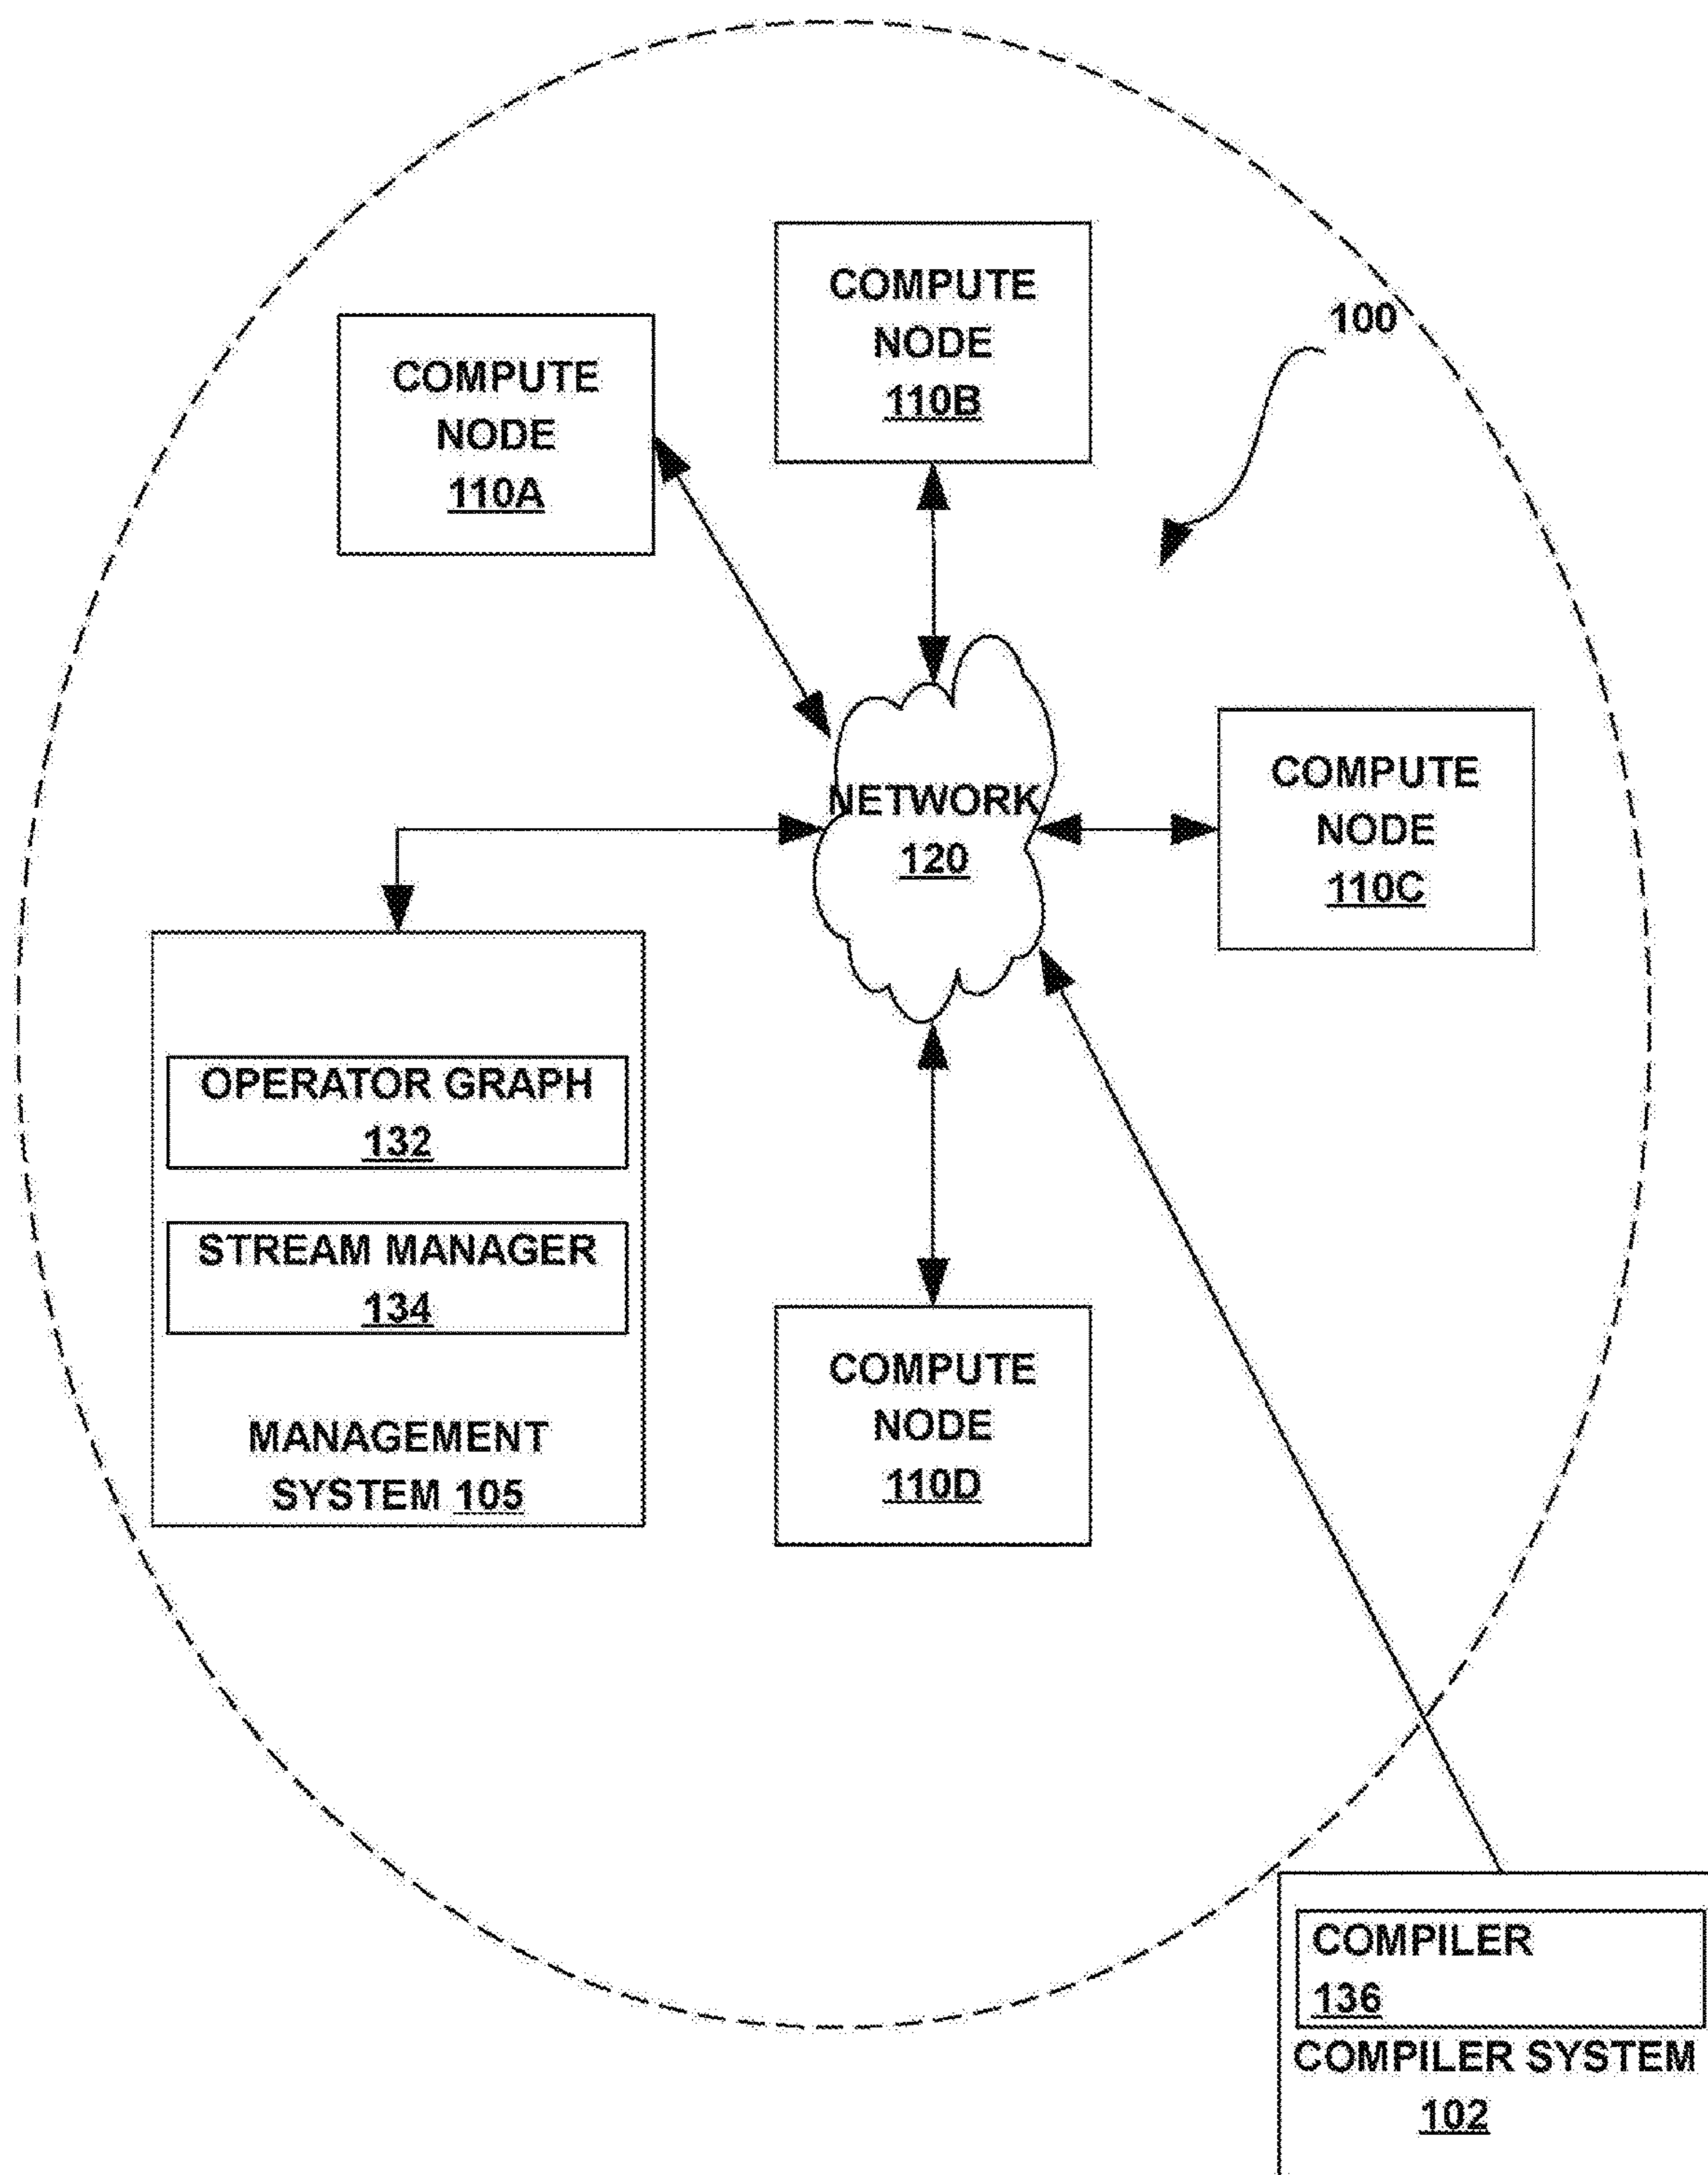 COMPUTE
NODE
110B
100
COMPUTE
NODE
110A
COMPUTE
NODE
110C
NETWORK
120
OPERATOR GRAPH
132
STREAM MANAGER
134
MANAGEMENT
SYSTEM 105
COMPUTE
NODE
110D
COMPILER
136
COMPILER SYSTEM
102